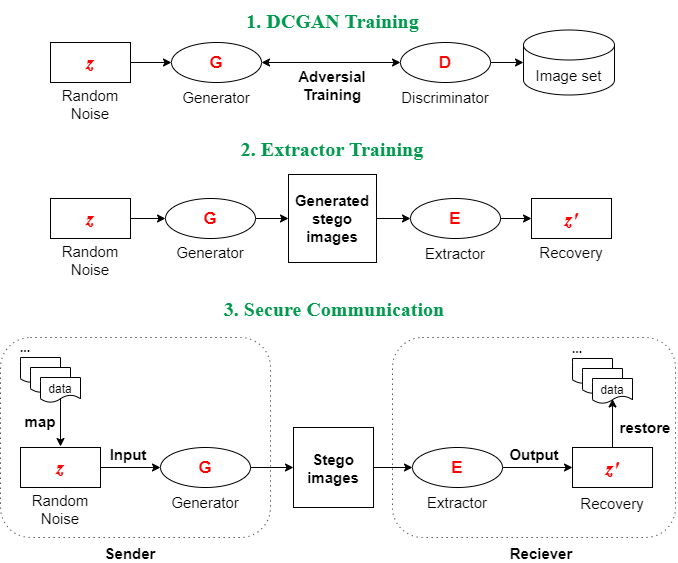 1. DCGAN Training
z
G
D
Image set
Adversial
Training
Random
Noise
Generator
Discriminator
2. Extractor Training
z
G
Generated
stego
images
E
z'
Random
Noise
Generator
Extractor
Recovery
3. Secure Communication
...
data
map
z
Input
G
Random
Noise
Generator
Sender
Stego
images
...
data
restore
E
Output
z'
Extractor
Recovery
Reciever